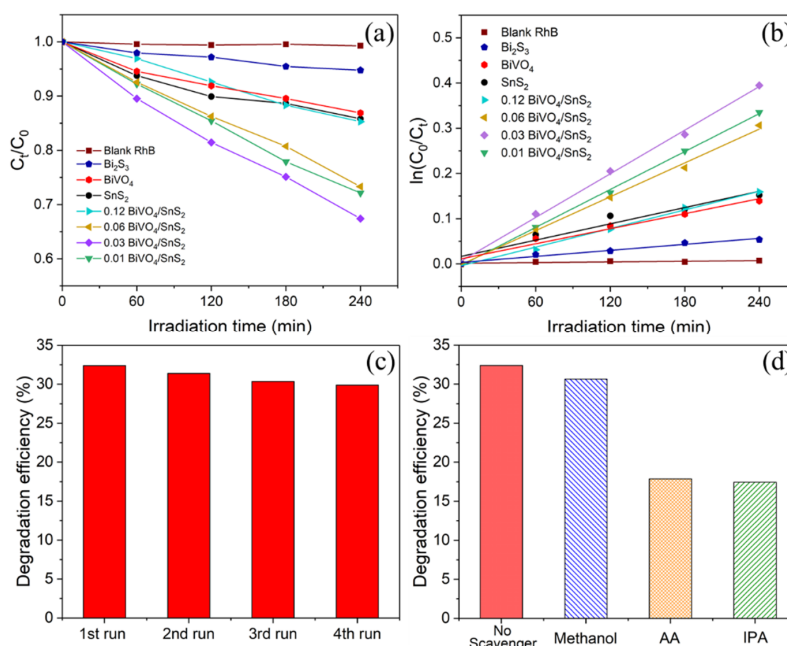 (a)
1.0
0.9
0.8
0.7
0.6
Cₜ/C₀
Blank RhB
Bi₂S₃
BiVO₄
SnS₂
0.12 BiVO₄/SnS₂
0.06 BiVO₄/SnS₂
0.03 BiVO₄/SnS₂
0.01 BiVO₄/SnS₂
0 60 120 180 240
Irradiation time (min)
(b)
0.5
0.4
0.3
0.2
0.1
0.0
ln(C₀/Cₜ)
Blank RhB
Bi₂S₃
BiVO₄
SnS₂
0.12 BiVO₄/SnS₂
0.06 BiVO₄/SnS₂
0.03 BiVO₄/SnS₂
0.01 BiVO₄/SnS₂
0 60 120 180 240
Irradiation time (min)
(c)
35
30
25
20
15
10
5
0
Degradation efficiency (%)
1st run 2nd run 3rd run 4th run
(d)
35
30
25
20
15
10
5
0
Degradation efficiency (%)
No
Scavenger Methanol AA IPA